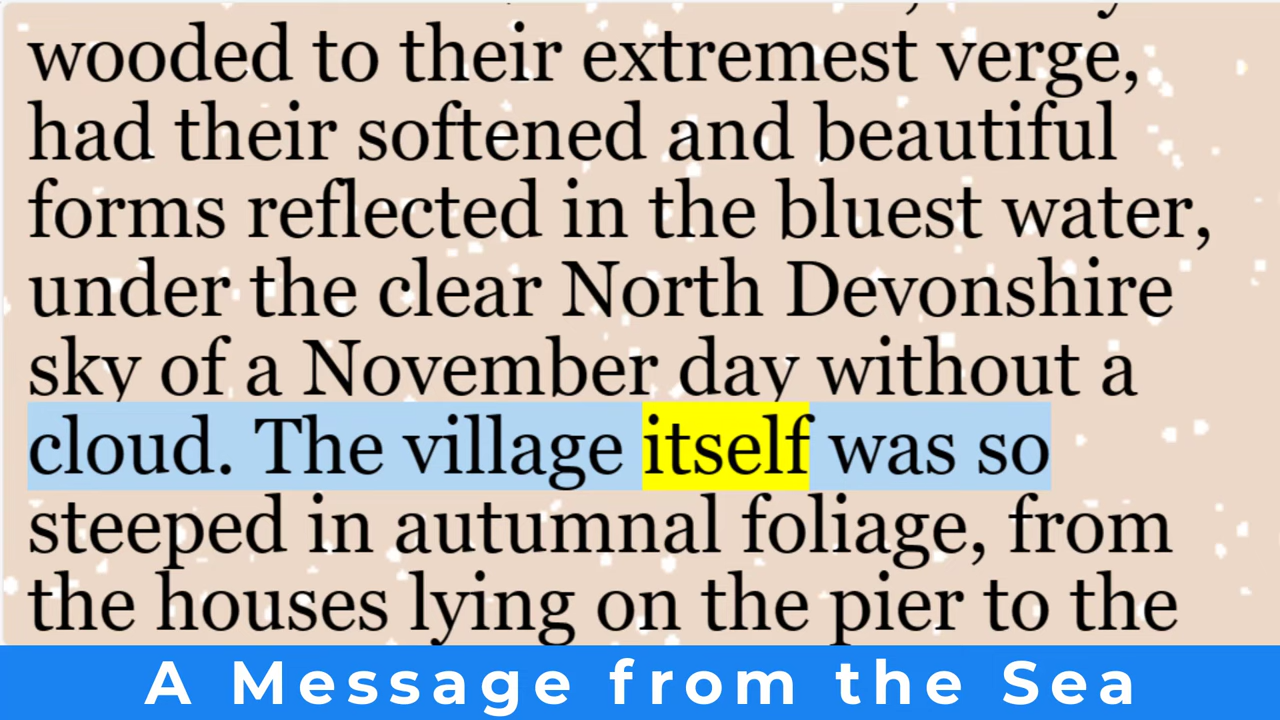 wooded to their extremest verge,
had their softened and beautiful
forms reflected in the bluest water,
under the clear North Devonshire
sky of a November day without a
cloud. The village itself was so
steeped in autumnal foliage, from
the houses lying on the pier to the
A Message from the Sea